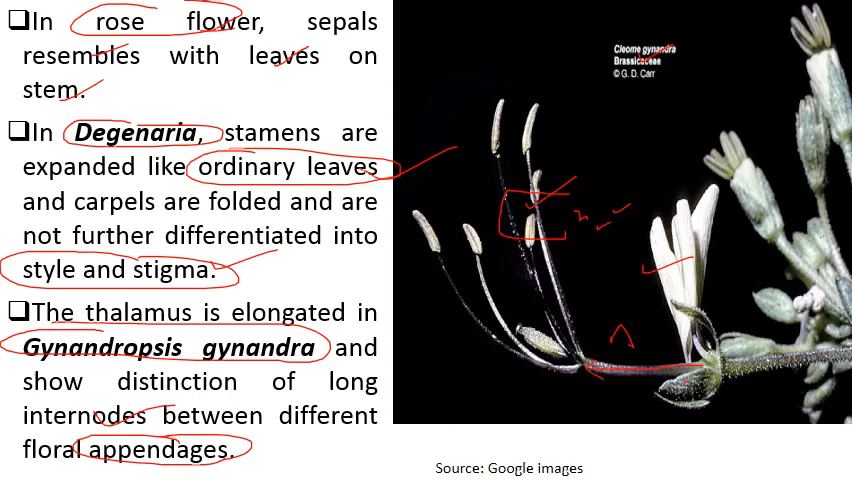 ❑In rose flower, sepals
resembles with leaves on
stem.
❑In Degenaria, stamens are
expanded like ordinary leaves
and carpels are folded and are
not further differentiated into
style and stigma.
❑The thalamus is elongated in
Gynandropsis gynandra and
show distinction of long
internodes between different
floral appendages.
Cleome gynandra
Brassicaceae
© G. D. Carr
Source: Google images